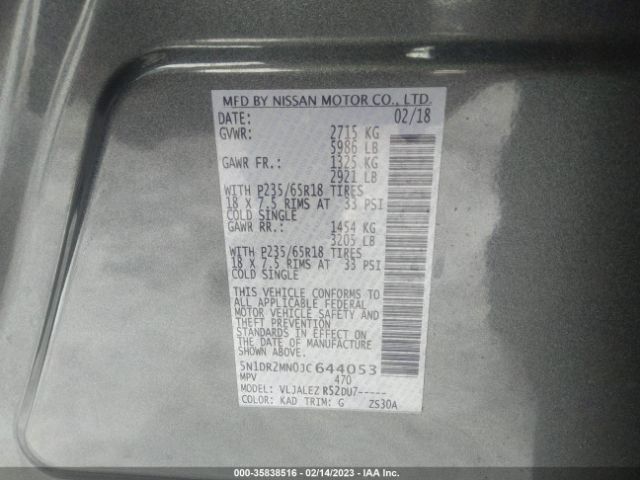 MFD BY NISSAN MOTOR CO., LTD.
DATE: 02/18
GVWR: 2715 KG
5986 LB
GAWR FR.: 1325 KG
2921 LB
WITH P235/65R18 TIRES
18 X 7.5 RIMS AT 33 PSI
COLD SINGLE
GAWR RR.: 1454 KG
3205 LB
WITH P235/65R18 TIRES
18 X 7.5 RIMS AT 33 PSI
COLD SINGLE
THIS VEHICLE CONFORMS TO
ALL APPLICABLE FEDERAL
MOTOR VEHICLE SAFETY AND
THEFT PREVENTION
STANDARDS IN EFFECT ON
THE DATE OF MANUFACTURE
SHOWN ABOVE.
5N1DR2MN0JC644053
MPV 470
MODEL: VLJALEZ R52DU7-----
COLOR: KAD TRIM: G ZS30A
000-35838516 - 02/14/2023 - IAA Inc.